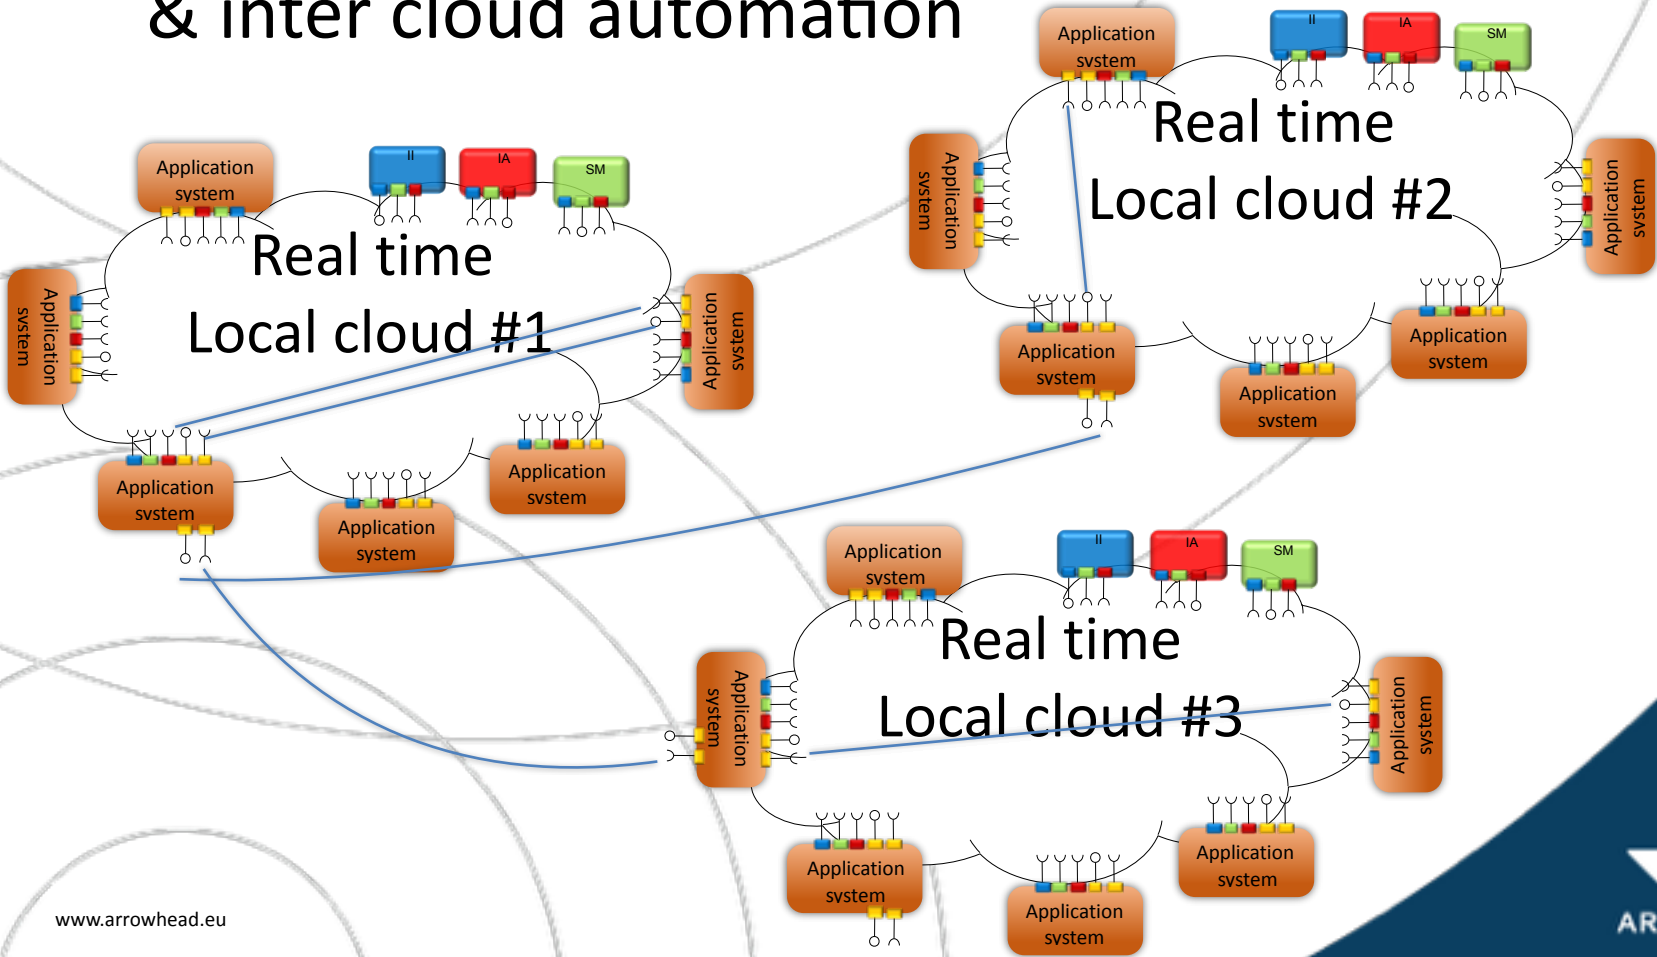 & inter cloud automation
Application
system
II
IA
SM
Real time
Local cloud #1
Application
system
Application
system
Application
system
Application
system
Application
system
Application
system
II
IA
SM
Real time
Local cloud #2
Application
system
Application
system
Application
system
Application
system
Application
system
Application
system
II
IA
SM
Real time
Local cloud #3
Application
system
Application
system
Application
system
Application
system
Application
system
www.arrowhead.eu
AR